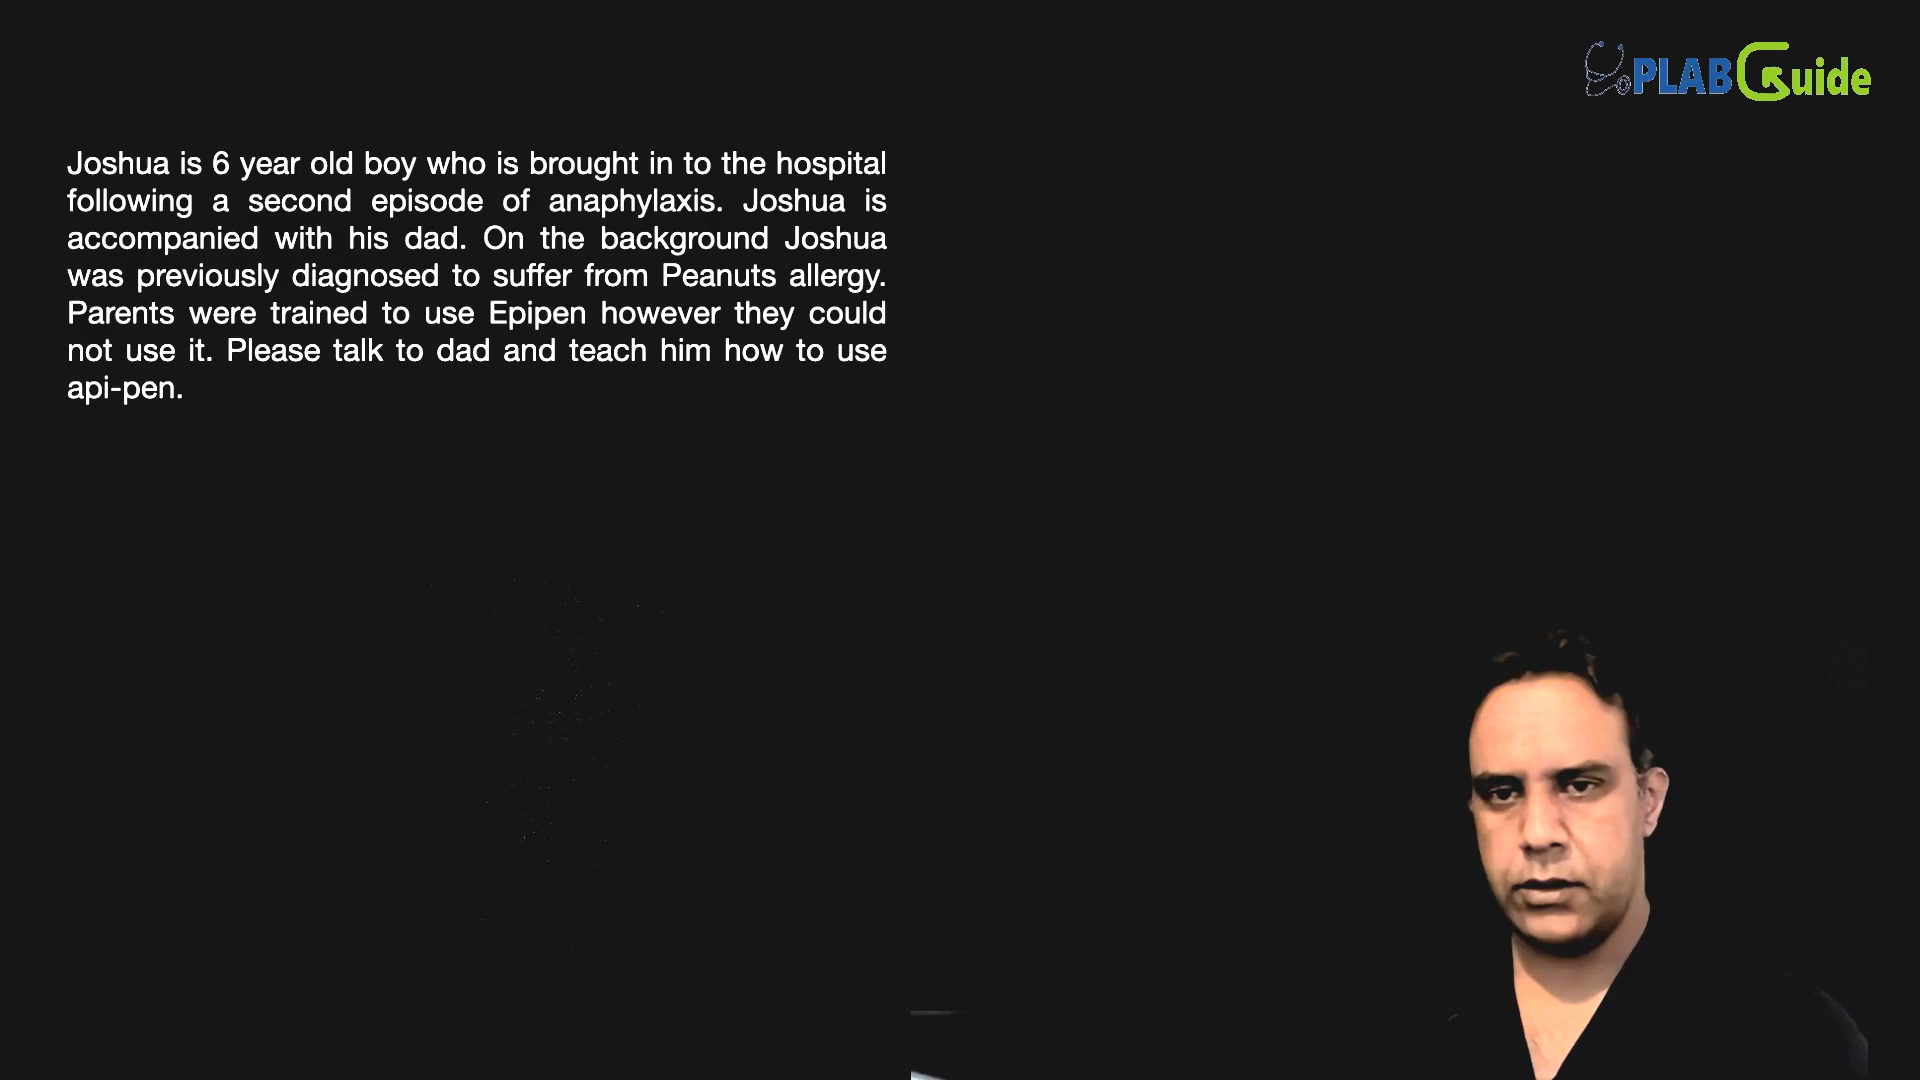 PLAB Guide
Joshua is 6 year old boy who is brought in to the hospital
following a second episode of anaphylaxis. Joshua is
accompanied with his dad. On the background Joshua
was previously diagnosed to suffer from Peanuts allergy.
Parents were trained to use Epipen however they could
not use it. Please talk to dad and teach him how to use
api-pen.